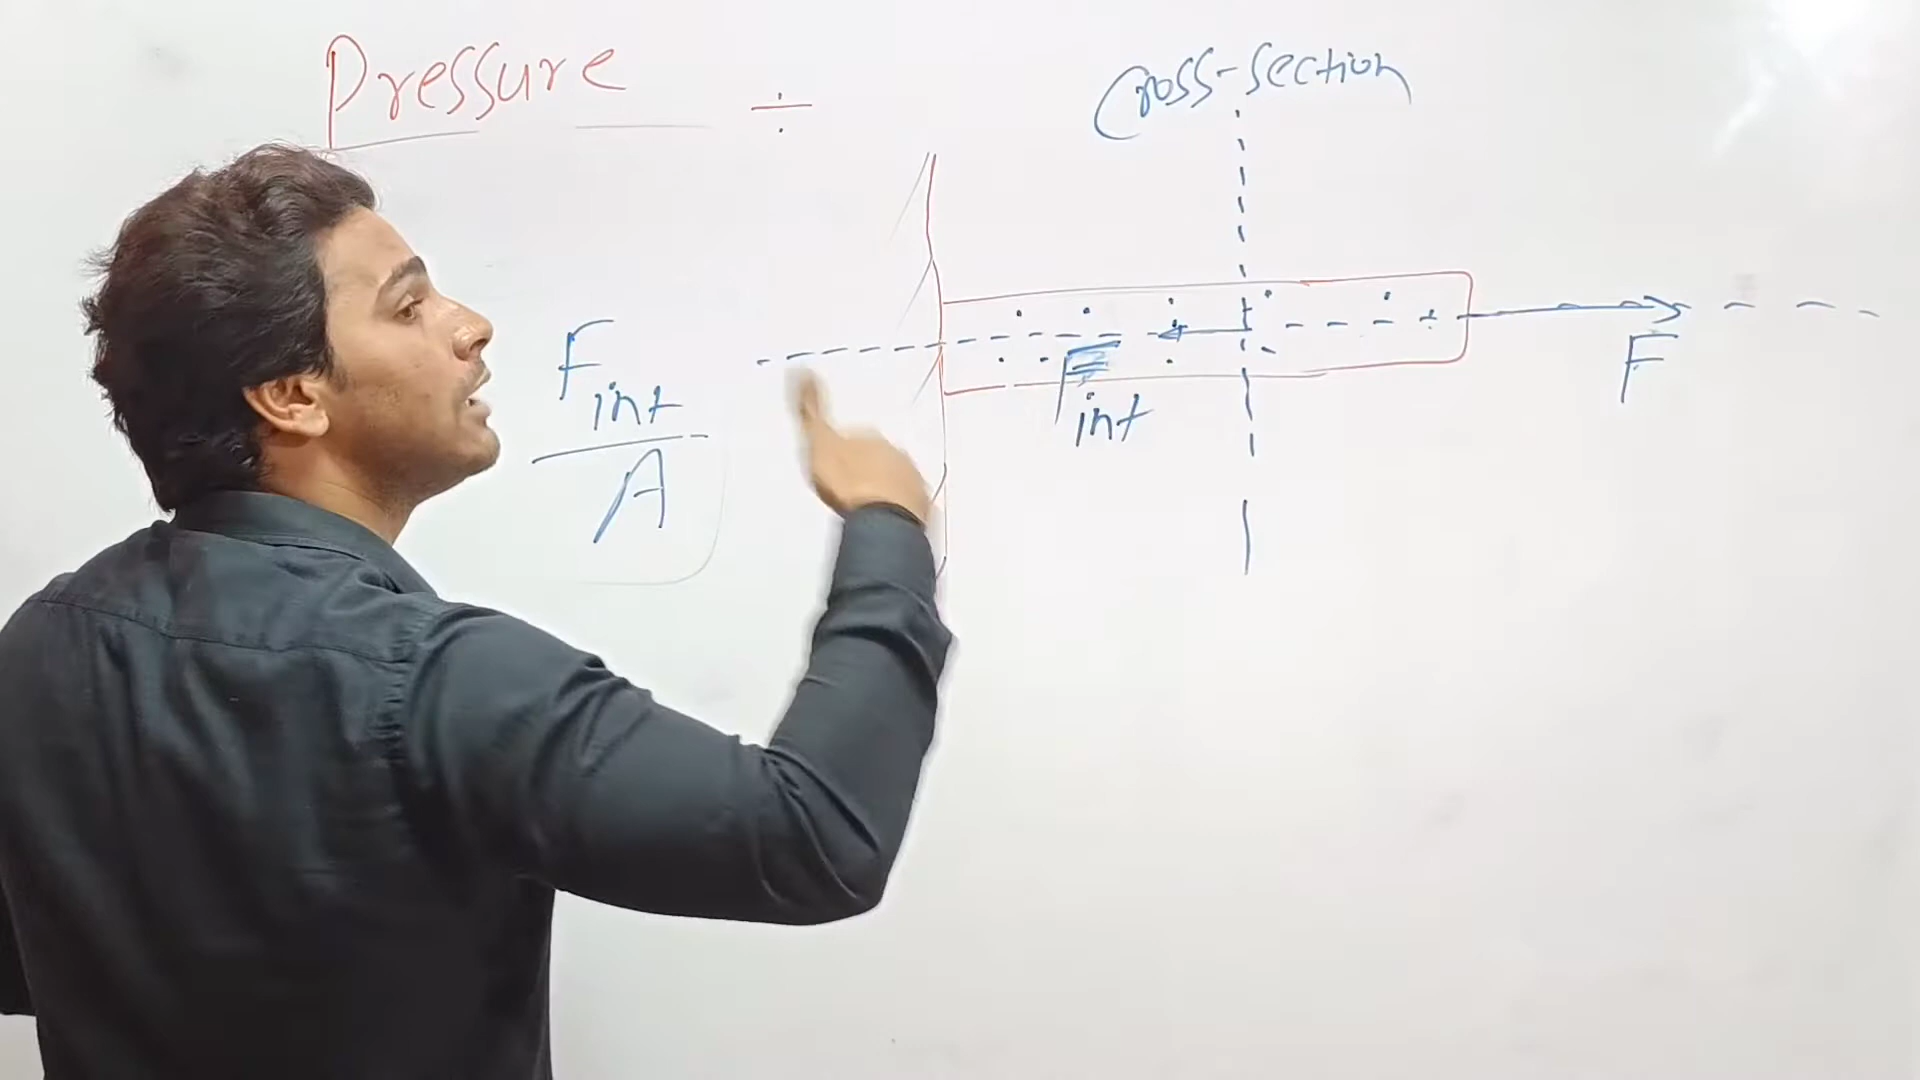 Pressure ÷
Cross-section
F int
A
F int
F